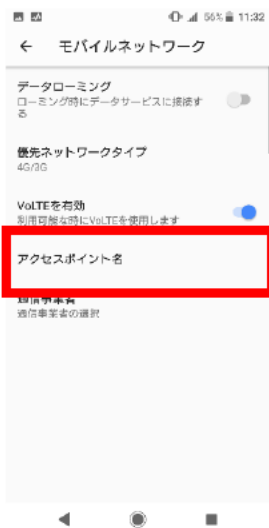 56% 11:32
モバイルネットワーク
データローミング
ローミング時にデータサービスに接続す
る
優先ネットワークタイプ
4G/3G
VoLTEを有効
利用可能な時にVoLTEを使用します
アクセスポイント名
通信事業者
通信事業者の選択